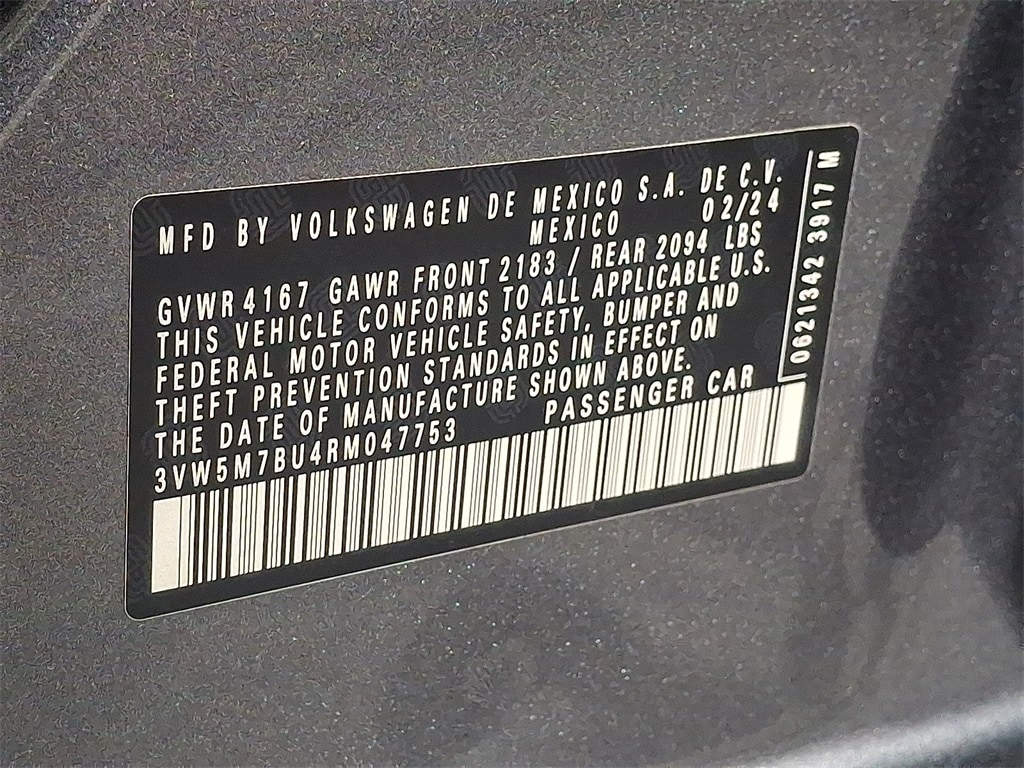 MFD BY VOLKSWAGEN DE MEXICO S.A. DE C.V.
MEXICO 02/24
GVWR 4167 GAWR FRONT 2183 / REAR 2094 LBS
THIS VEHICLE CONFORMS TO ALL APPLICABLE U.S.
FEDERAL MOTOR VEHICLE SAFETY, BUMPER AND
THEFT PREVENTION STANDARDS IN EFFECT ON
THE DATE OF MANUFACTURE SHOWN ABOVE.
3VW5M7BU4RM047753 PASSENGER CAR
0621342 3917 M